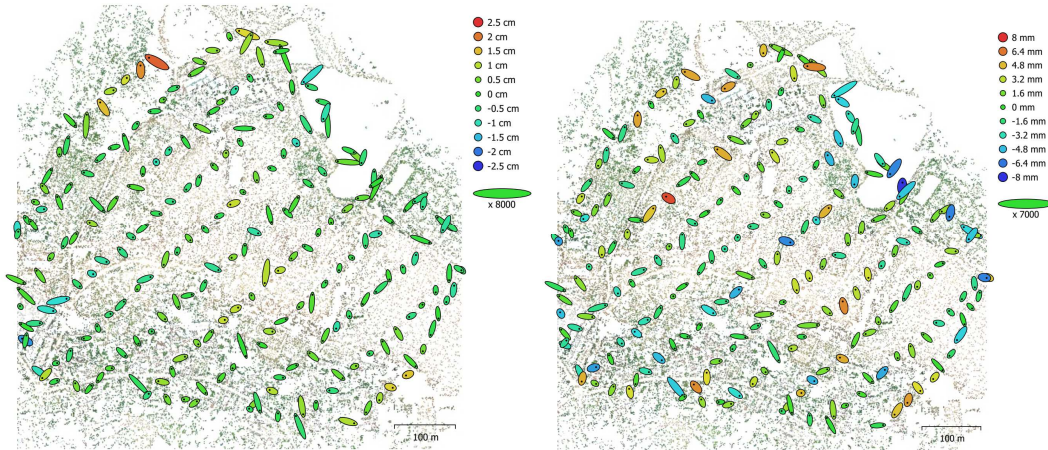 2.5 cm
2 cm
1.5 cm
1 cm
0.5 cm
0 cm
-0.5 cm
-1 cm
-1.5 cm
-2 cm
-2.5 cm
x 8000
100 m
8 mm
6.4 mm
4.8 mm
3.2 mm
1.6 mm
0 mm
-1.6 mm
-3.2 mm
-4.8 mm
-6.4 mm
-8 mm
x 7000
100 m